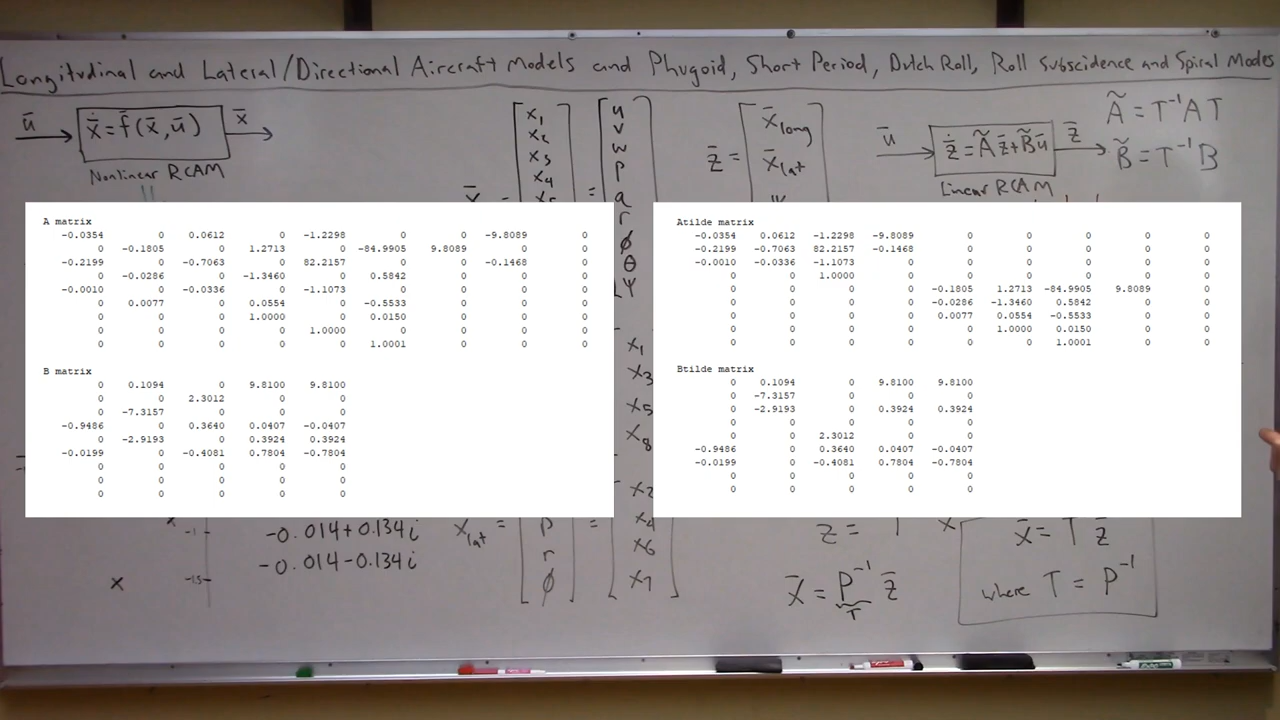 Longitudinal and Lateral/Directional Aircraft Models and Phugoid, Short Period, Dutch Roll, Roll Subscidence and Spiral Modes
ū → ẋ̄ = f̄(x̄, ū) x̄ →
Nonlinear RCAM
x₁
x₂
x₃
x₄
u
v
w
p
q
r
φ
θ
ψ
z̄ = [x̄long
x̄lat
ψ
ū → ż̄ = Ã z̄ + B̃ ū z̄ →
Linear RCAM
Ã = T⁻¹AT
B̃ = T⁻¹B
A matrix
-0.0354 0 0.0612 0 -1.2298 0 0 -9.8089 0
0 -0.1805 0 1.2713 0 -84.9905 9.8089 0 0
-0.2199 0 -0.7063 0 82.2157 0 0 -0.1468 0
0 -0.0286 0 -1.3460 0 0.5842 0 0 0
-0.0010 0 -0.0336 0 -1.1073 0 0 0 0
0 0.0077 0 0.0554 0 -0.5533 0 0 0
0 0 0 1.0000 0 0.0150 0 0 0
0 0 0 0 1.0000 0 0 0 0
0 0 0 0 0 1.0001 0 0 0
B matrix
0 0.1094 0 9.8100 9.8100
0 0 2.3012 0 0
0 -7.3157 0 0 0
-0.9486 0 0.3640 0.0407 -0.0407
0 -2.9193 0 0.3924 0.3924
-0.0199 0 -0.4081 0.7804 -0.7804
0 0 0 0 0
0 0 0 0 0
0 0 0 0 0
x₁
x₃
x₅
x₈
x₂
x₄
x₆
x₇
Atilde matrix
-0.0354 0.0612 -1.2298 -9.8089 0 0 0 0 0
-0.2199 -0.7063 82.2157 -0.1468 0 0 0 0 0
-0.0010 -0.0336 -1.1073 0 0 0 0 0 0
0 0 1.0000 0 0 0 0 0 0
0 0 0 0 -0.1805 1.2713 -84.9905 9.8089 0
0 0 0 0 -0.0286 -1.3460 0.5842 0 0
0 0 0 0 0.0077 0.0554 -0.5533 0 0
0 0 0 0 0 1.0000 0.0150 0 0
0 0 0 0 0 0 1.0001 0 0
Btilde matrix
0 0.1094 0 9.8100 9.8100
0 -7.3157 0 0 0
0 -2.9193 0 0.3924 0.3924
0 0 0 0 0
0 0 2.3012 0 0
-0.9486 0 0.3640 0.0407 -0.0407
-0.0199 0 -0.4081 0.7804 -0.7804
0 0 0 0 0
0 0 0 0 0
-1
-1.5
x
-0.014+0.134i
-0.014-0.134i
x̄lat = [p
r
φ] =
x̄ = P⁻¹ z̄
T
x̄ = T z̄
where T = P⁻¹